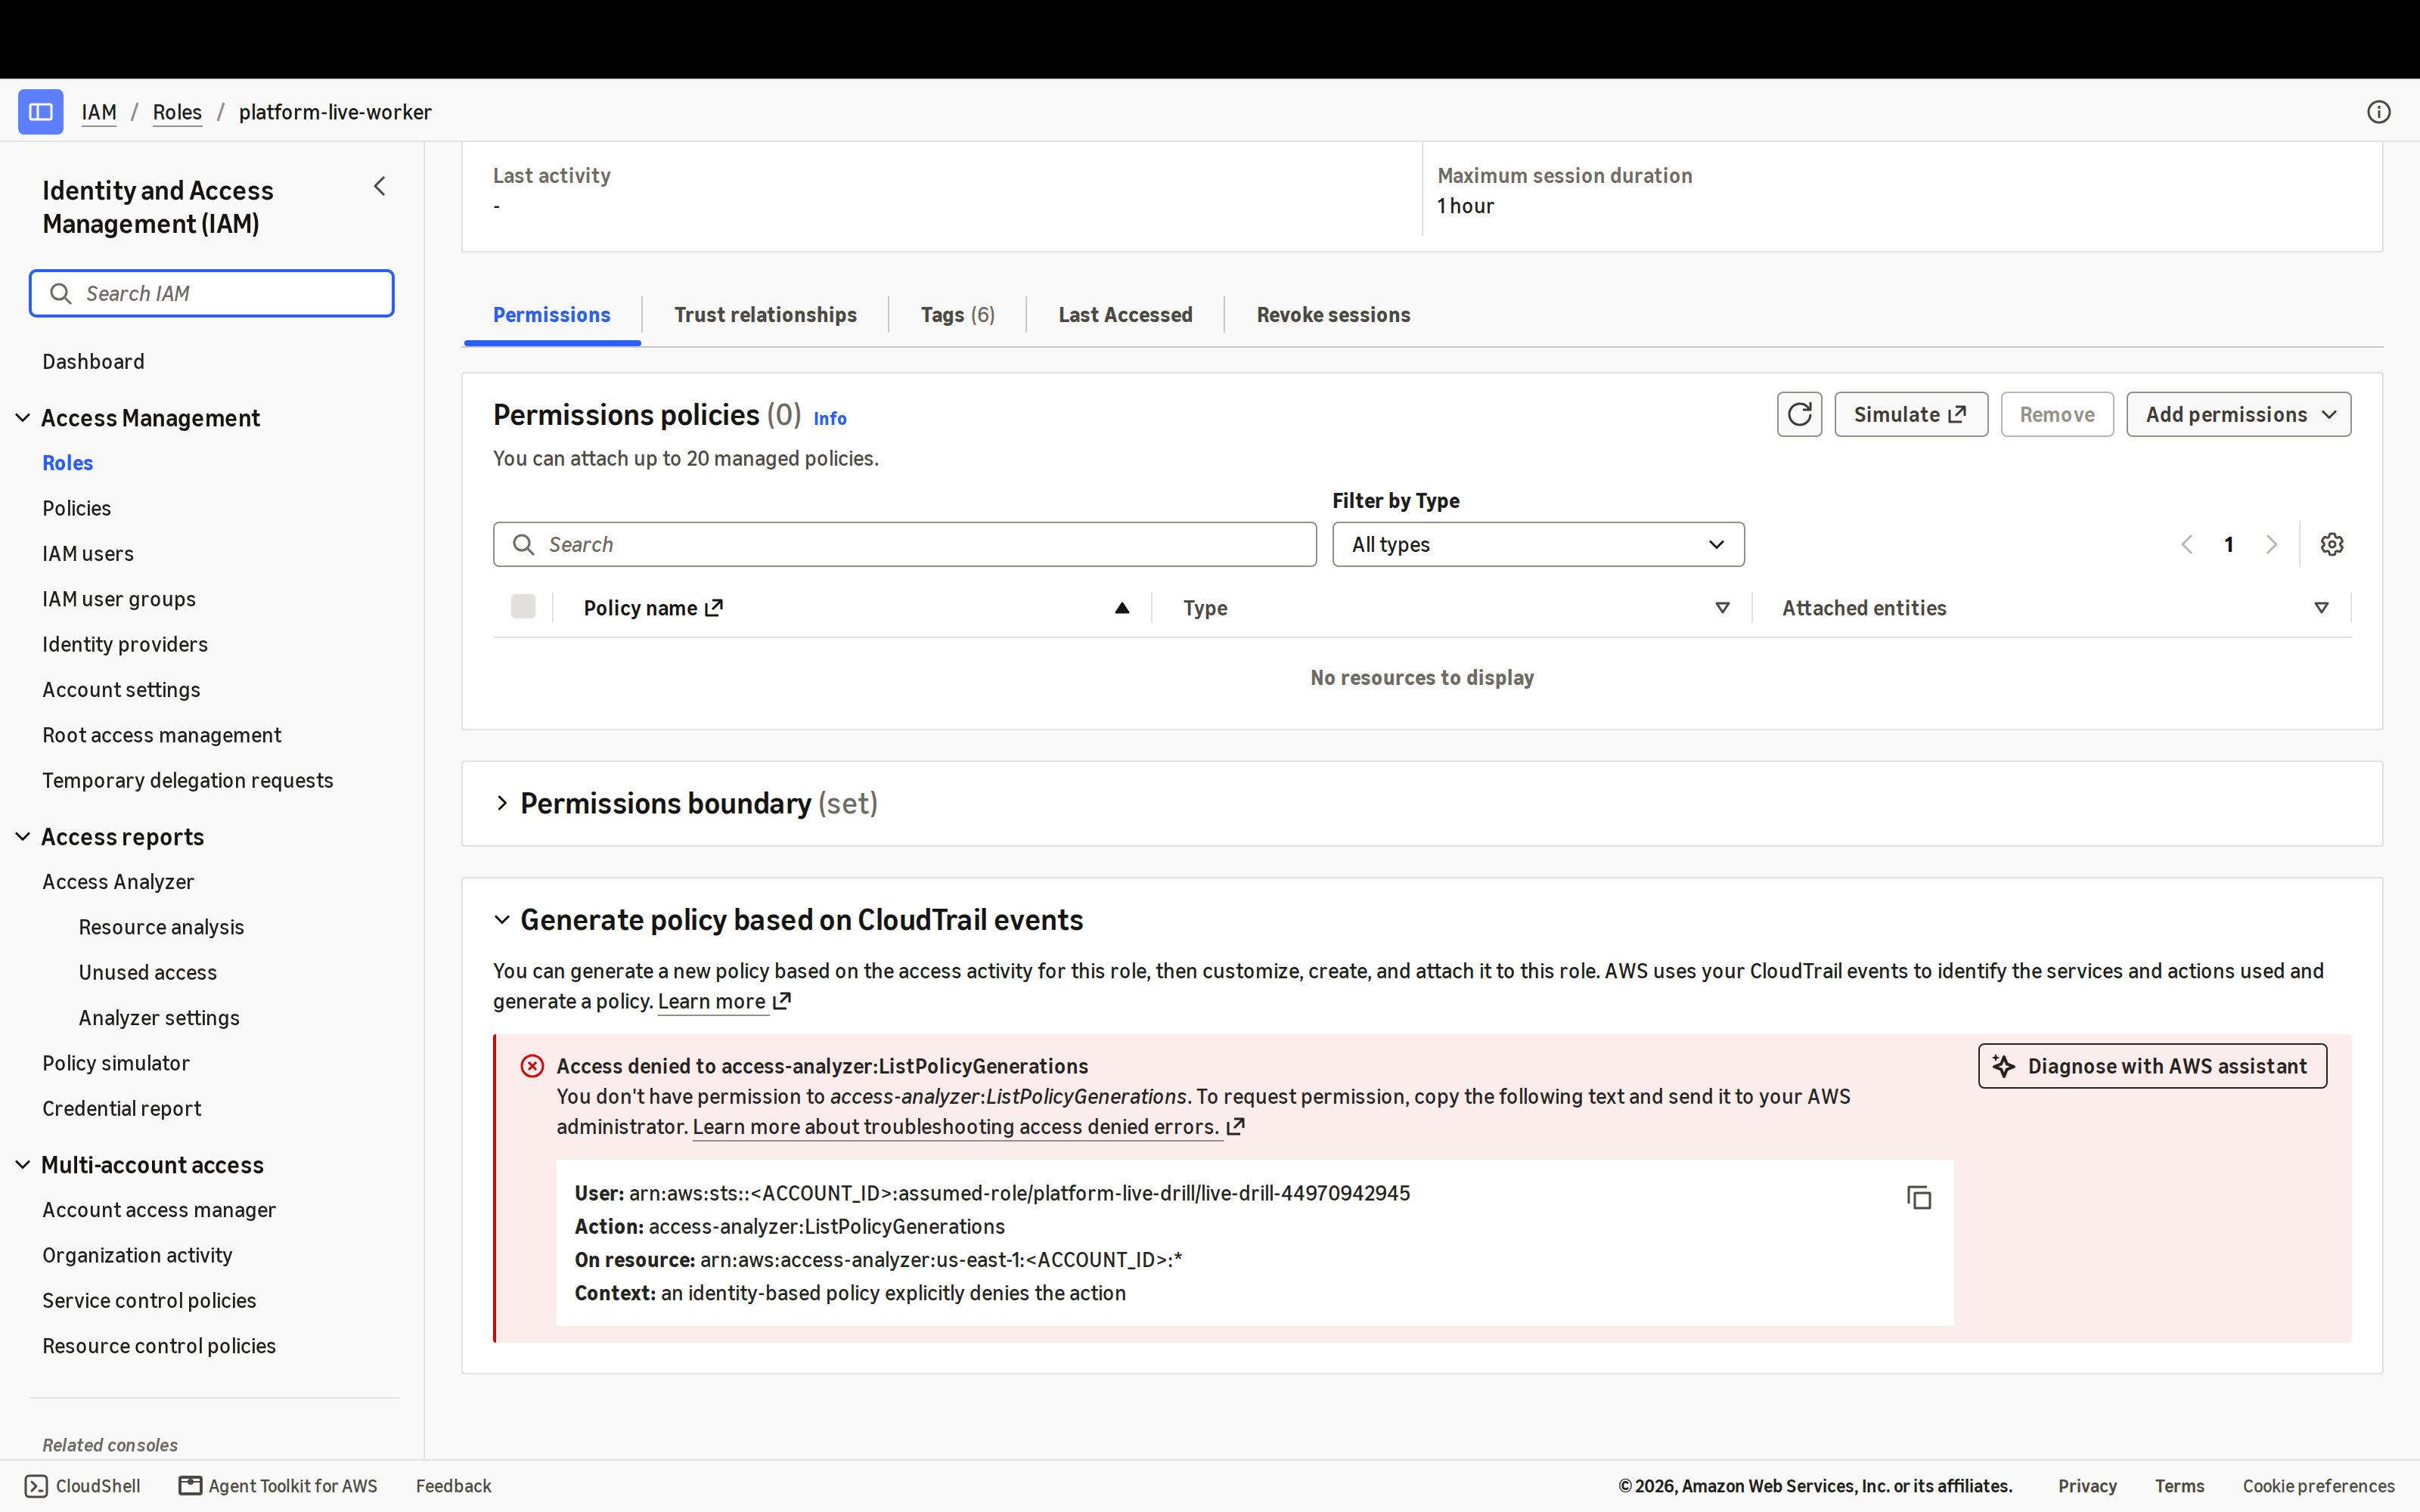 IAM / Roles / platform-live-worker
Identity and Access
Management (IAM)
Search IAM
Dashboard
Access Management
Roles
Policies
IAM users
IAM user groups
Identity providers
Account settings
Root access management
Temporary delegation requests
Access reports
Access Analyzer
Resource analysis
Unused access
Analyzer settings
Policy simulator
Credential report
Multi-account access
Account access manager
Organization activity
Service control policies
Resource control policies
Related consoles
Last activity
-
Maximum session duration
1 hour
Permissions
Trust relationships
Tags (6)
Last Accessed
Revoke sessions
Permissions policies (0) Info
You can attach up to 20 managed policies.
Simulate
Remove
Add permissions
Filter by Type
Search
All types
1
Policy name
Type
Attached entities
No resources to display
Permissions boundary (set)
Generate policy based on CloudTrail events
You can generate a new policy based on the access activity for this role, then customize, create, and attach it to this role. AWS uses your CloudTrail events to identify the services and actions used and
generate a policy. Learn more
Access denied to access-analyzer:ListPolicyGenerations
You don't have permission to access-analyzer:ListPolicyGenerations. To request permission, copy the following text and send it to your AWS
administrator. Learn more about troubleshooting access denied errors.
Diagnose with AWS assistant
User: arn:aws:sts::<ACCOUNT_ID>:assumed-role/platform-live-drill/live-drill-44970942945
Action: access-analyzer:ListPolicyGenerations
On resource: arn:aws:access-analyzer:us-east-1:<ACCOUNT_ID>:*
Context: an identity-based policy explicitly denies the action
CloudShell
Agent Toolkit for AWS
Feedback
© 2026, Amazon Web Services, Inc. or its affiliates.
Privacy
Terms
Cookie preferences